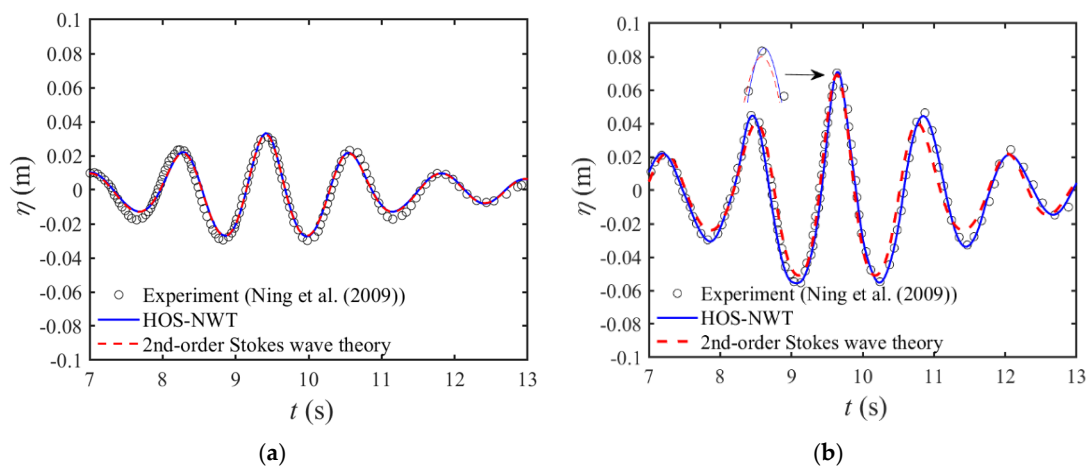 0.1
0.08
0.06
0.04
0.02
0
-0.02
-0.04
-0.06
-0.08
-0.1
η (m)
Experiment (Ning et al. (2009))
HOS-NWT
2nd-order Stokes wave theory
7 8 9 10 11 12 13
t (s)
(a)
0.1
0.08
0.06
0.04
0.02
0
-0.02
-0.04
-0.06
-0.08
-0.1
η (m)
Experiment (Ning et al. (2009))
HOS-NWT
2nd-order Stokes wave theory
7 8 9 10 11 12 13
t (s)
(b)